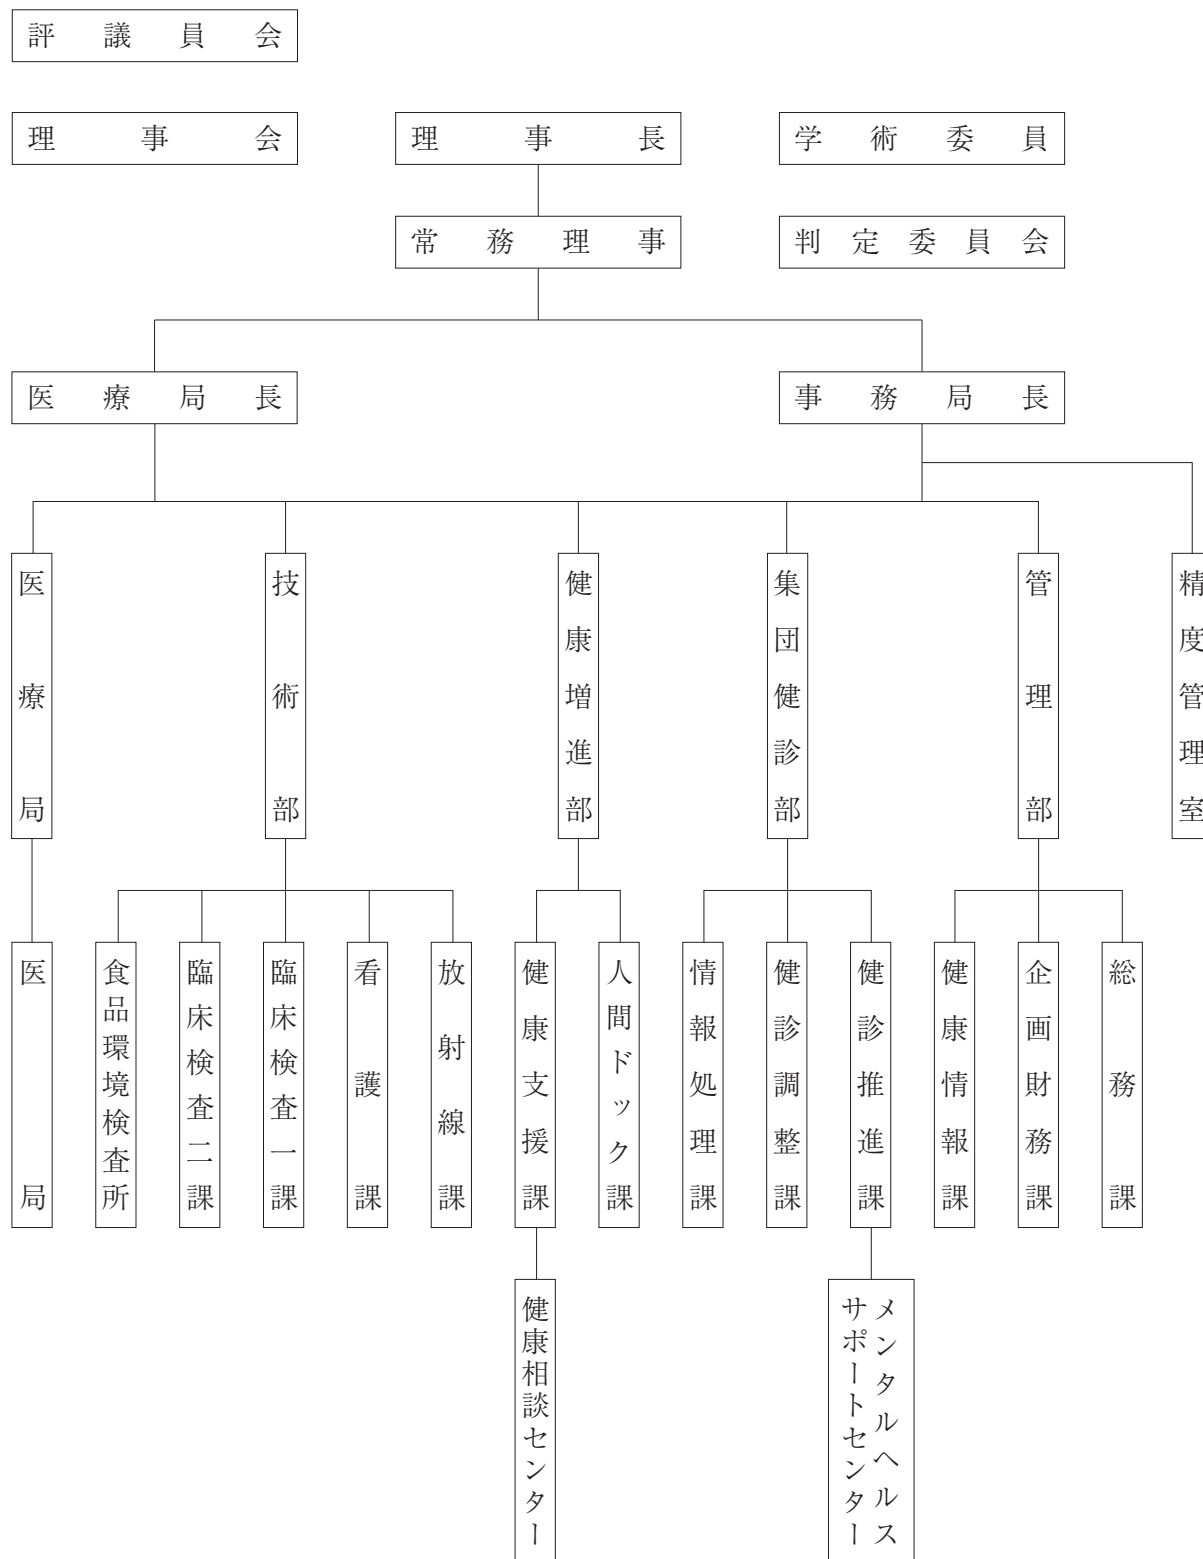 評議員会
理事会
理事長
学術委員
常務理事
判定委員会
医療局長
事務局長
医療局
技術部
健康増進部
集団健診部
管理部
精度管理室
医局
食品環境検査所
臨床検査二課
臨床検査一課
看護課
放射線課
健康支援課
人間ドック課
情報処理課
健診調整課
健診推進課
健康情報課
企画財務課
総務課
健康相談センター
メンタルヘルス
サポートセンター